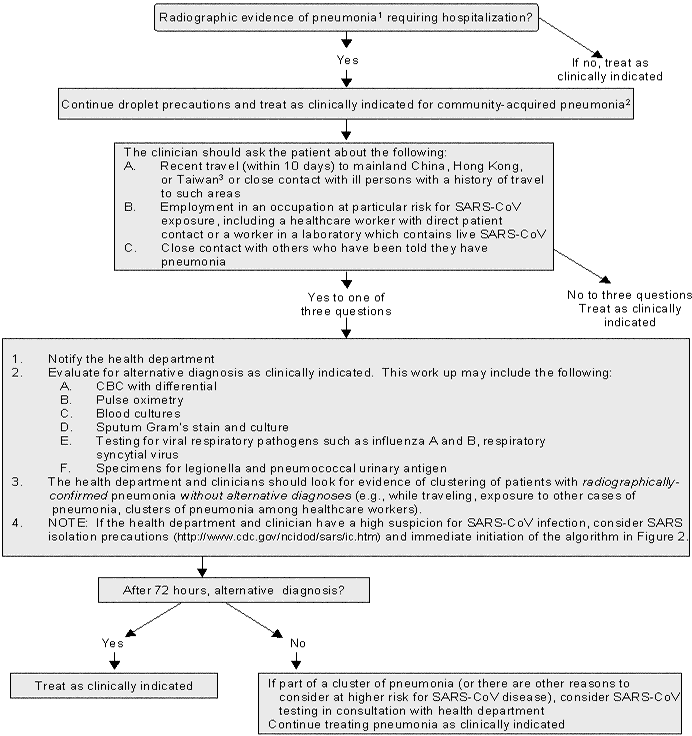 Radiographic evidence of pneumonia¹ requiring hospitalization?
Yes
If no, treat as
clinically indicated
Continue droplet precautions and treat as clinically indicated for community-acquired pneumonia²
The clinician should ask the patient about the following:
A. Recent travel (within 10 days) to mainland China, Hong Kong,
or Taiwan³ or close contact with ill persons with a history of travel
to such areas
B. Employment in an occupation at particular risk for SARS-CoV
exposure, including a healthcare worker with direct patient
contact or a worker in a laboratory which contains live SARS-CoV
C. Close contact with others who have been told they have
pneumonia
Yes to one of
three questions
No to three questions
Treat as clinically
indicated
1. Notify the health department
2. Evaluate for alternative diagnosis as clinically indicated. This work up may include the following:
A. CBC with differential
B. Pulse oximetry
C. Blood cultures
D. Sputum Gram's stain and culture
E. Testing for viral respiratory pathogens such as influenza A and B, respiratory
syncytial virus
F. Specimens for legionella and pneumococcal urinary antigen
3. The health department and clinicians should look for evidence of clustering of patients with radiographically-
confirmed pneumonia without alternative diagnoses (e.g., while traveling, exposure to other cases of
pneumonia, clusters of pneumonia among healthcare workers).
4. NOTE: If the health department and clinician have a high suspicion for SARS-CoV infection, consider SARS
isolation precautions (http://www.cdc.gov/ncidod/sars/ic.htm) and immediate initiation of the algorithm in Figure 2.
After 72 hours, alternative diagnosis?
Yes
No
Treat as clinically indicated
If part of a cluster of pneumonia (or there are other reasons to
consider at higher risk for SARS-CoV disease), consider SARS-CoV
testing in consultation with health department
Continue treating pneumonia as clinically indicated